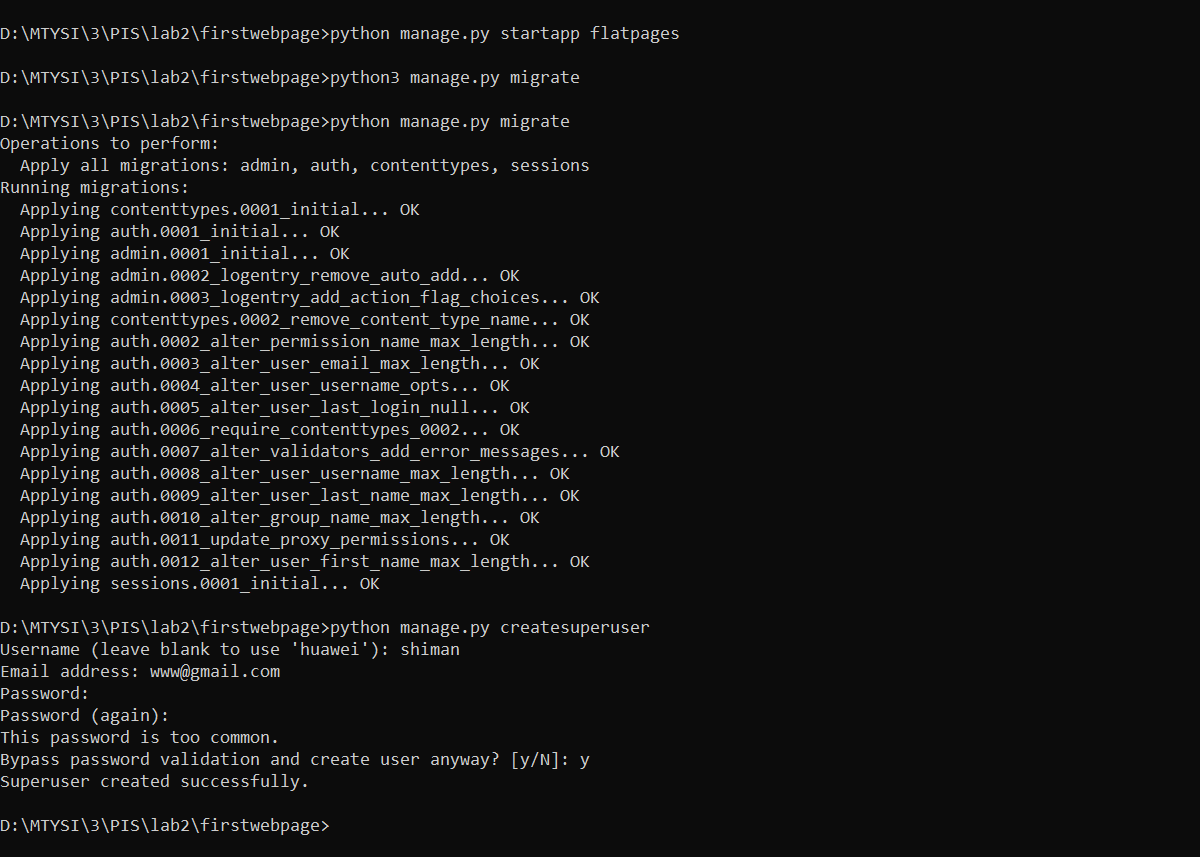 D:\MTYSI\3\PIS\lab2\firstwebpage>python manage.py startapp flatpages
D:\MTYSI\3\PIS\lab2\firstwebpage>python3 manage.py migrate
D:\MTYSI\3\PIS\lab2\firstwebpage>python manage.py migrate
Operations to perform:
  Apply all migrations: admin, auth, contenttypes, sessions
Running migrations:
  Applying contenttypes.0001_initial... OK
  Applying auth.0001_initial... OK
  Applying admin.0001_initial... OK
  Applying admin.0002_logentry_remove_auto_add... OK
  Applying admin.0003_logentry_add_action_flag_choices... OK
  Applying contenttypes.0002_remove_content_type_name... OK
  Applying auth.0002_alter_permission_name_max_length... OK
  Applying auth.0003_alter_user_email_max_length... OK
  Applying auth.0004_alter_user_username_opts... OK
  Applying auth.0005_alter_user_last_login_null... OK
  Applying auth.0006_require_contenttypes_0002... OK
  Applying auth.0007_alter_validators_add_error_messages... OK
  Applying auth.0008_alter_user_username_max_length... OK
  Applying auth.0009_alter_user_last_name_max_length... OK
  Applying auth.0010_alter_group_name_max_length... OK
  Applying auth.0011_update_proxy_permissions... OK
  Applying auth.0012_alter_user_first_name_max_length... OK
  Applying sessions.0001_initial... OK
D:\MTYSI\3\PIS\lab2\firstwebpage>python manage.py createsuperuser
Username (leave blank to use 'huawei'): shiman
Email address: www@gmail.com
Password:
Password (again):
This password is too common.
Bypass password validation and create user anyway? [y/N]: y
Superuser created successfully.
D:\MTYSI\3\PIS\lab2\firstwebpage>